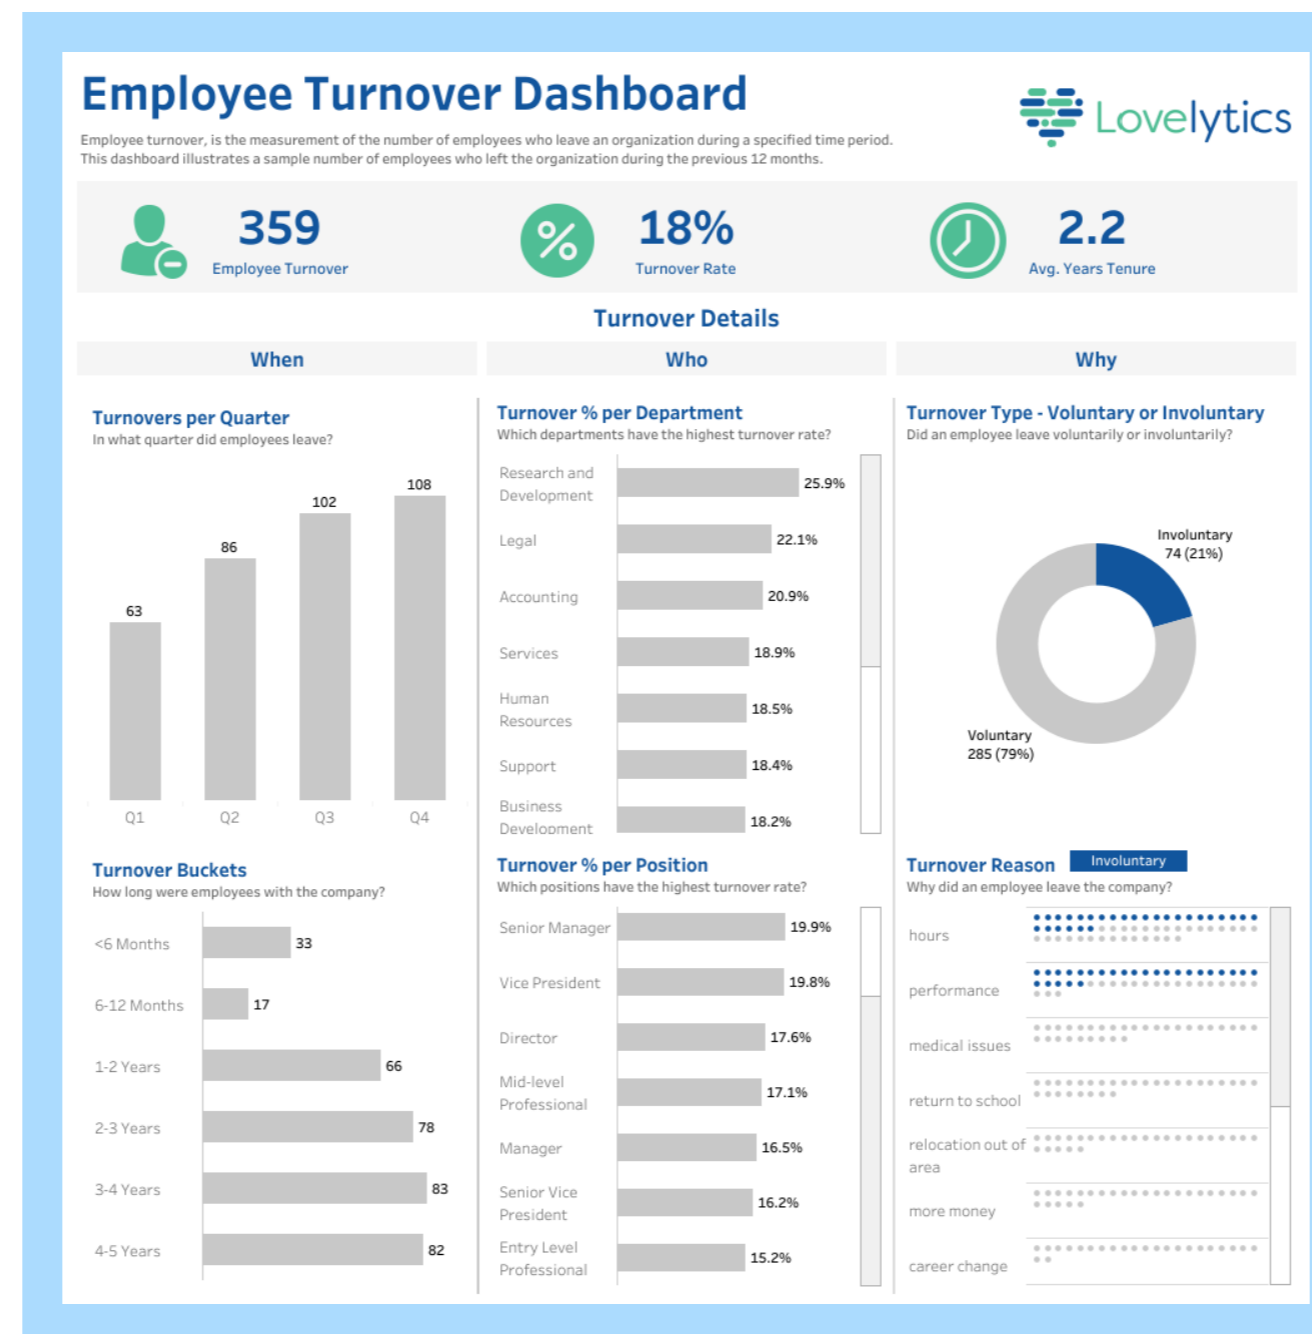 Employee Turnover Dashboard
Employee turnover, is the measurement of the number of employees who leave an organization during a specified time period.
This dashboard illustrates a sample number of employees who left the organization during the previous 12 months.
Lovelytics
359
Employee Turnover
%
18%
Turnover Rate
2.2
Avg. Years Tenure
Turnover Details
When
Who
Why
Turnovers per Quarter
In what quarter did employees leave?
63
86
102
108
Q1
Q2
Q3
Q4
Turnover Buckets
How long were employees with the company?
<6 Months
33
6-12 Months
17
1-2 Years
66
2-3 Years
78
3-4 Years
83
4-5 Years
82
Turnover % per Department
Which departments have the highest turnover rate?
Research and
Development
25.9%
Legal
22.1%
Accounting
20.9%
Services
18.9%
Human
Resources
18.5%
Support
18.4%
Business
Development
18.2%
Turnover % per Position
Which positions have the highest turnover rate?
Senior Manager
19.9%
Vice President
19.8%
Director
17.6%
Mid-level
Professional
17.1%
Manager
16.5%
Senior Vice
President
16.2%
Entry Level
Professional
15.2%
Turnover Type - Voluntary or Involuntary
Did an employee leave voluntarily or involuntarily?
Involuntary
74 (21%)
Voluntary
285 (79%)
Turnover Reason
Involuntary
Why did an employee leave the company?
hours
performance
medical issues
return to school
relocation out of
area
more money
career change